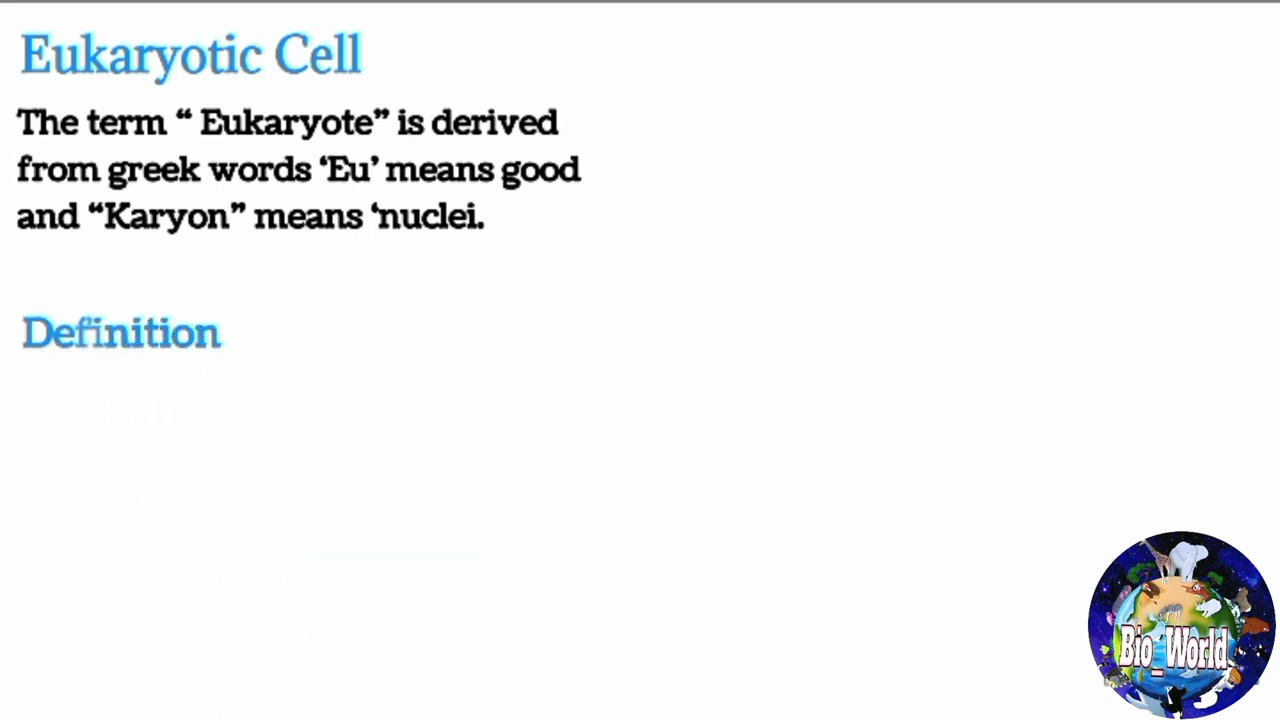 Eukaryotic Cell
The term “ Eukaryote” is derived
from greek words ‘Eu’ means good
and “Karyon” means ‘nuclei.
Definition
Bio_World